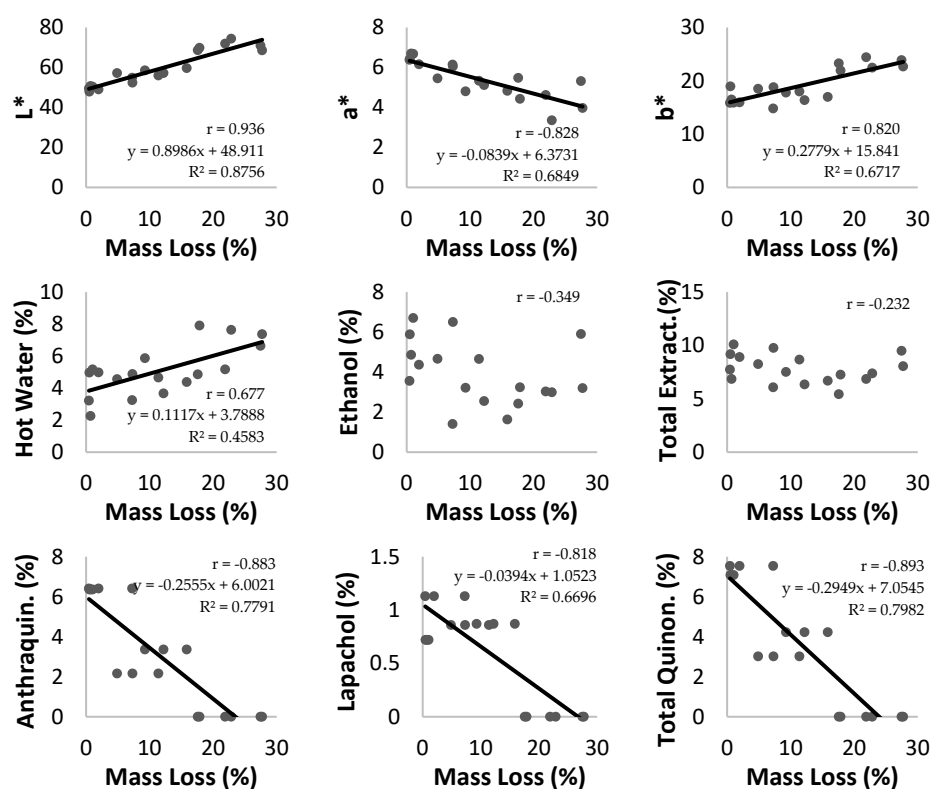 80
60
40
20
0
L*
r = 0.936
y = 0.8986x + 48.911
R² = 0.8756
0 10 20 30
Mass Loss (%)
8
6
4
2
0
a*
r = -0.828
y = -0.0839x + 6.3731
R² = 0.6849
0 10 20 30
Mass Loss (%)
30
20
10
0
b*
r = 0.820
y = 0.2779x + 15.841
R² = 0.6717
0 10 20 30
Mass Loss (%)
10
8
6
4
2
0
Hot Water (%)
r = 0.677
y = 0.1117x + 3.7888
R² = 0.4583
0 10 20 30
Mass Loss (%)
8
6
4
2
0
Ethanol (%)
r = -0.349
0 10 20 30
Mass Loss (%)
15
10
5
0
Total Extract.(%)
r = -0.232
0 10 20 30
Mass Loss (%)
8
6
4
2
0
Anthraquin. (%)
r = -0.883
y = -0.2555x + 6.0021
R² = 0.7791
0 10 20 30
Mass Loss (%)
1.5
1
0.5
0
Lapachol (%)
r = -0.818
y = -0.0394x + 1.0523
R² = 0.6696
0 10 20 30
Mass Loss (%)
8
6
4
2
0
Total Quinon. (%)
r = -0.893
y = -0.2949x + 7.0545
R² = 0.7982
0 10 20 30
Mass Loss (%)